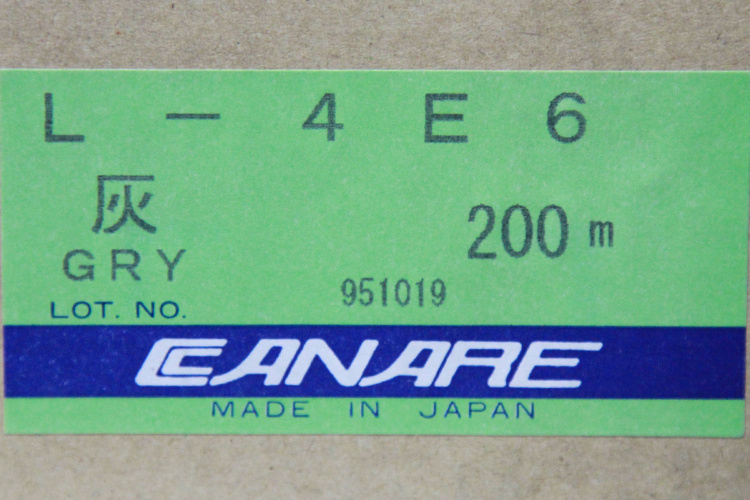 L-4E6
灰
GRY
200 m
951019
LOT. NO.
CANARE
MADE IN JAPAN